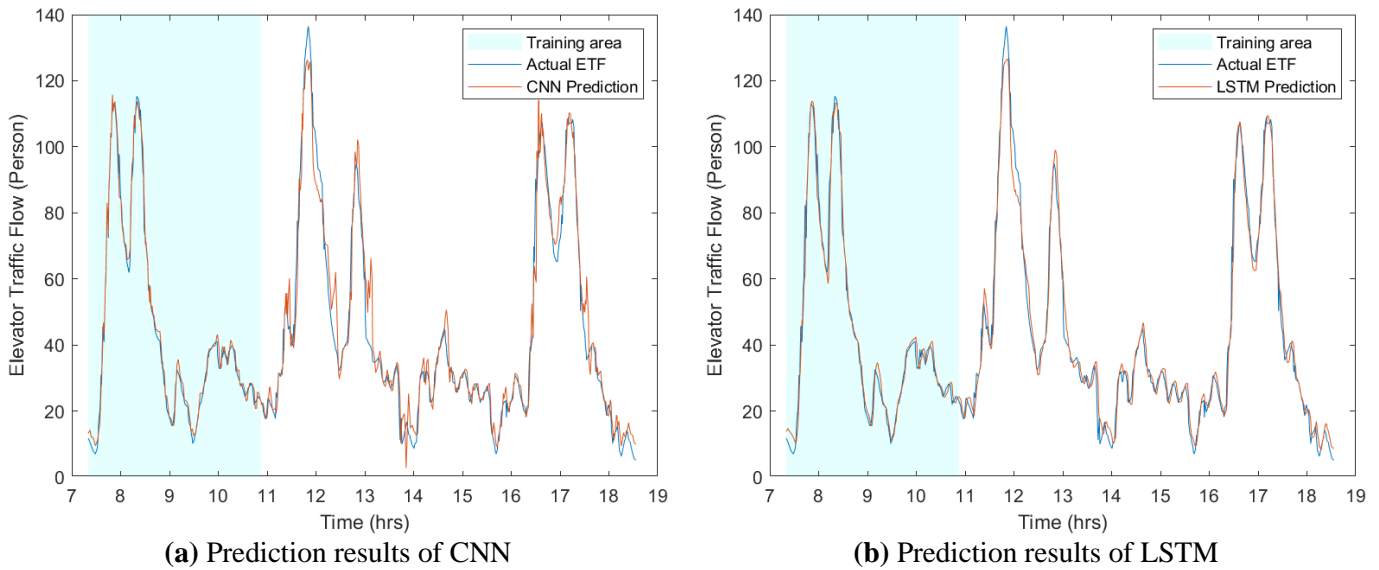 140
120
100
80
60
40
20
0
Elevator Traffic Flow (Person)
Training area
Actual ETF
CNN Prediction
7 8 9 10 11 12 13 14 15 16 17 18 19
Time (hrs)
(a) Prediction results of CNN
140
120
100
80
60
40
20
0
Elevator Traffic Flow (Person)
Training area
Actual ETF
LSTM Prediction
7 8 9 10 11 12 13 14 15 16 17 18 19
Time (hrs)
(b) Prediction results of LSTM